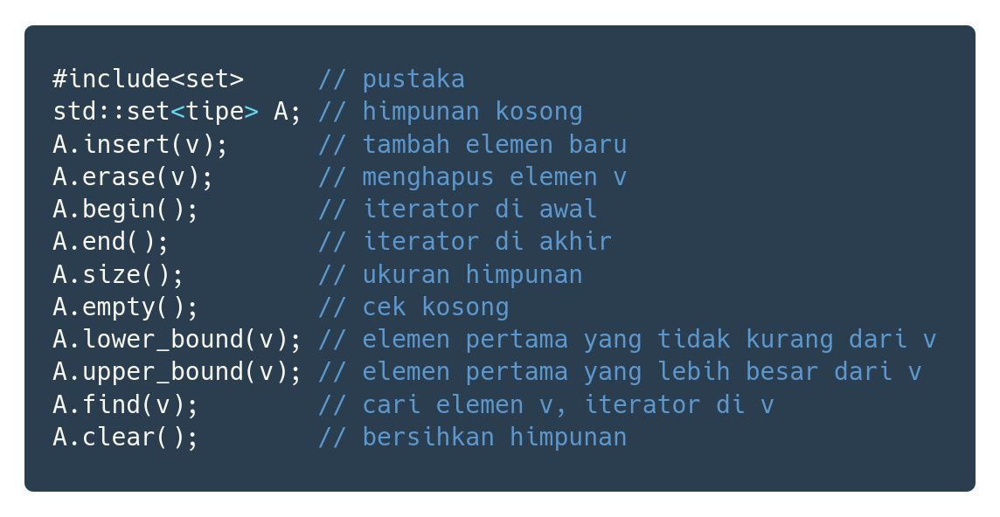 #include<set>     // pustaka
std::set<tipe> A; // himpunan kosong
A.insert(v);      // tambah elemen baru
A.erase(v);       // menghapus elemen v
A.begin();        // iterator di awal
A.end();          // iterator di akhir
A.size();         // ukuran himpunan
A.empty();        // cek kosong
A.lower_bound(v); // elemen pertama yang tidak kurang dari v
A.upper_bound(v); // elemen pertama yang lebih besar dari v
A.find(v);        // cari elemen v, iterator di v
A.clear();        // bersihkan himpunan